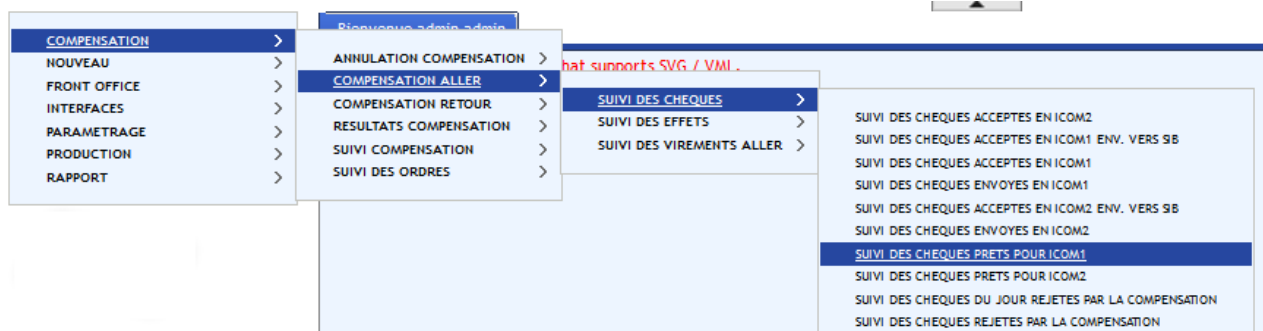 Bienvenue admin admin
COMPENSATION
NOUVEAU
FRONT OFFICE
INTERFACES
PARAMETRAGE
PRODUCTION
RAPPORT
ANNULATION COMPENSATION
COMPENSATION ALLER
COMPENSATION RETOUR
RESULTATS COMPENSATION
SUIVI COMPENSATION
SUIVI DES ORDRES
hat supports SVG / VML.
SUIVI DES CHEQUES
SUIVI DES EFFETS
SUIVI DES VIREMENTS ALLER
SUIVI DES CHEQUES ACCEPTES EN ICOM2
SUIVI DES CHEQUES ACCEPTES EN ICOM1 ENV. VERS SIB
SUIVI DES CHEQUES ACCEPTES EN ICOM1
SUIVI DES CHEQUES ENVOYES EN ICOM1
SUIVI DES CHEQUES ACCEPTES EN ICOM2 ENV. VERS SIB
SUIVI DES CHEQUES ENVOYES EN ICOM2
SUIVI DES CHEQUES PRETS POUR ICOM1
SUIVI DES CHEQUES PRETS POUR ICOM2
SUIVI DES CHEQUES DU JOUR REJETES PAR LA COMPENSATION
SUIVI DES CHEQUES REJETES PAR LA COMPENSATION